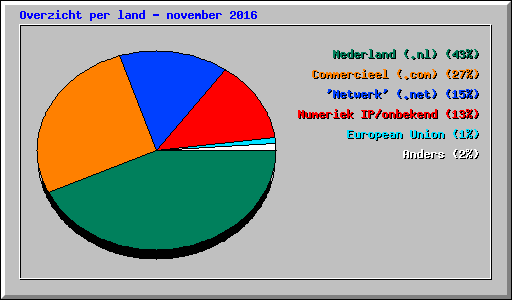 Overzicht per land - november 2016
Nederland (.nl) (43%)
Commercieel (.com) (27%)
'Netwerk' (.net) (15%)
Numeriek IP/onbekend (13%)
European Union (1%)
Anders (2%)